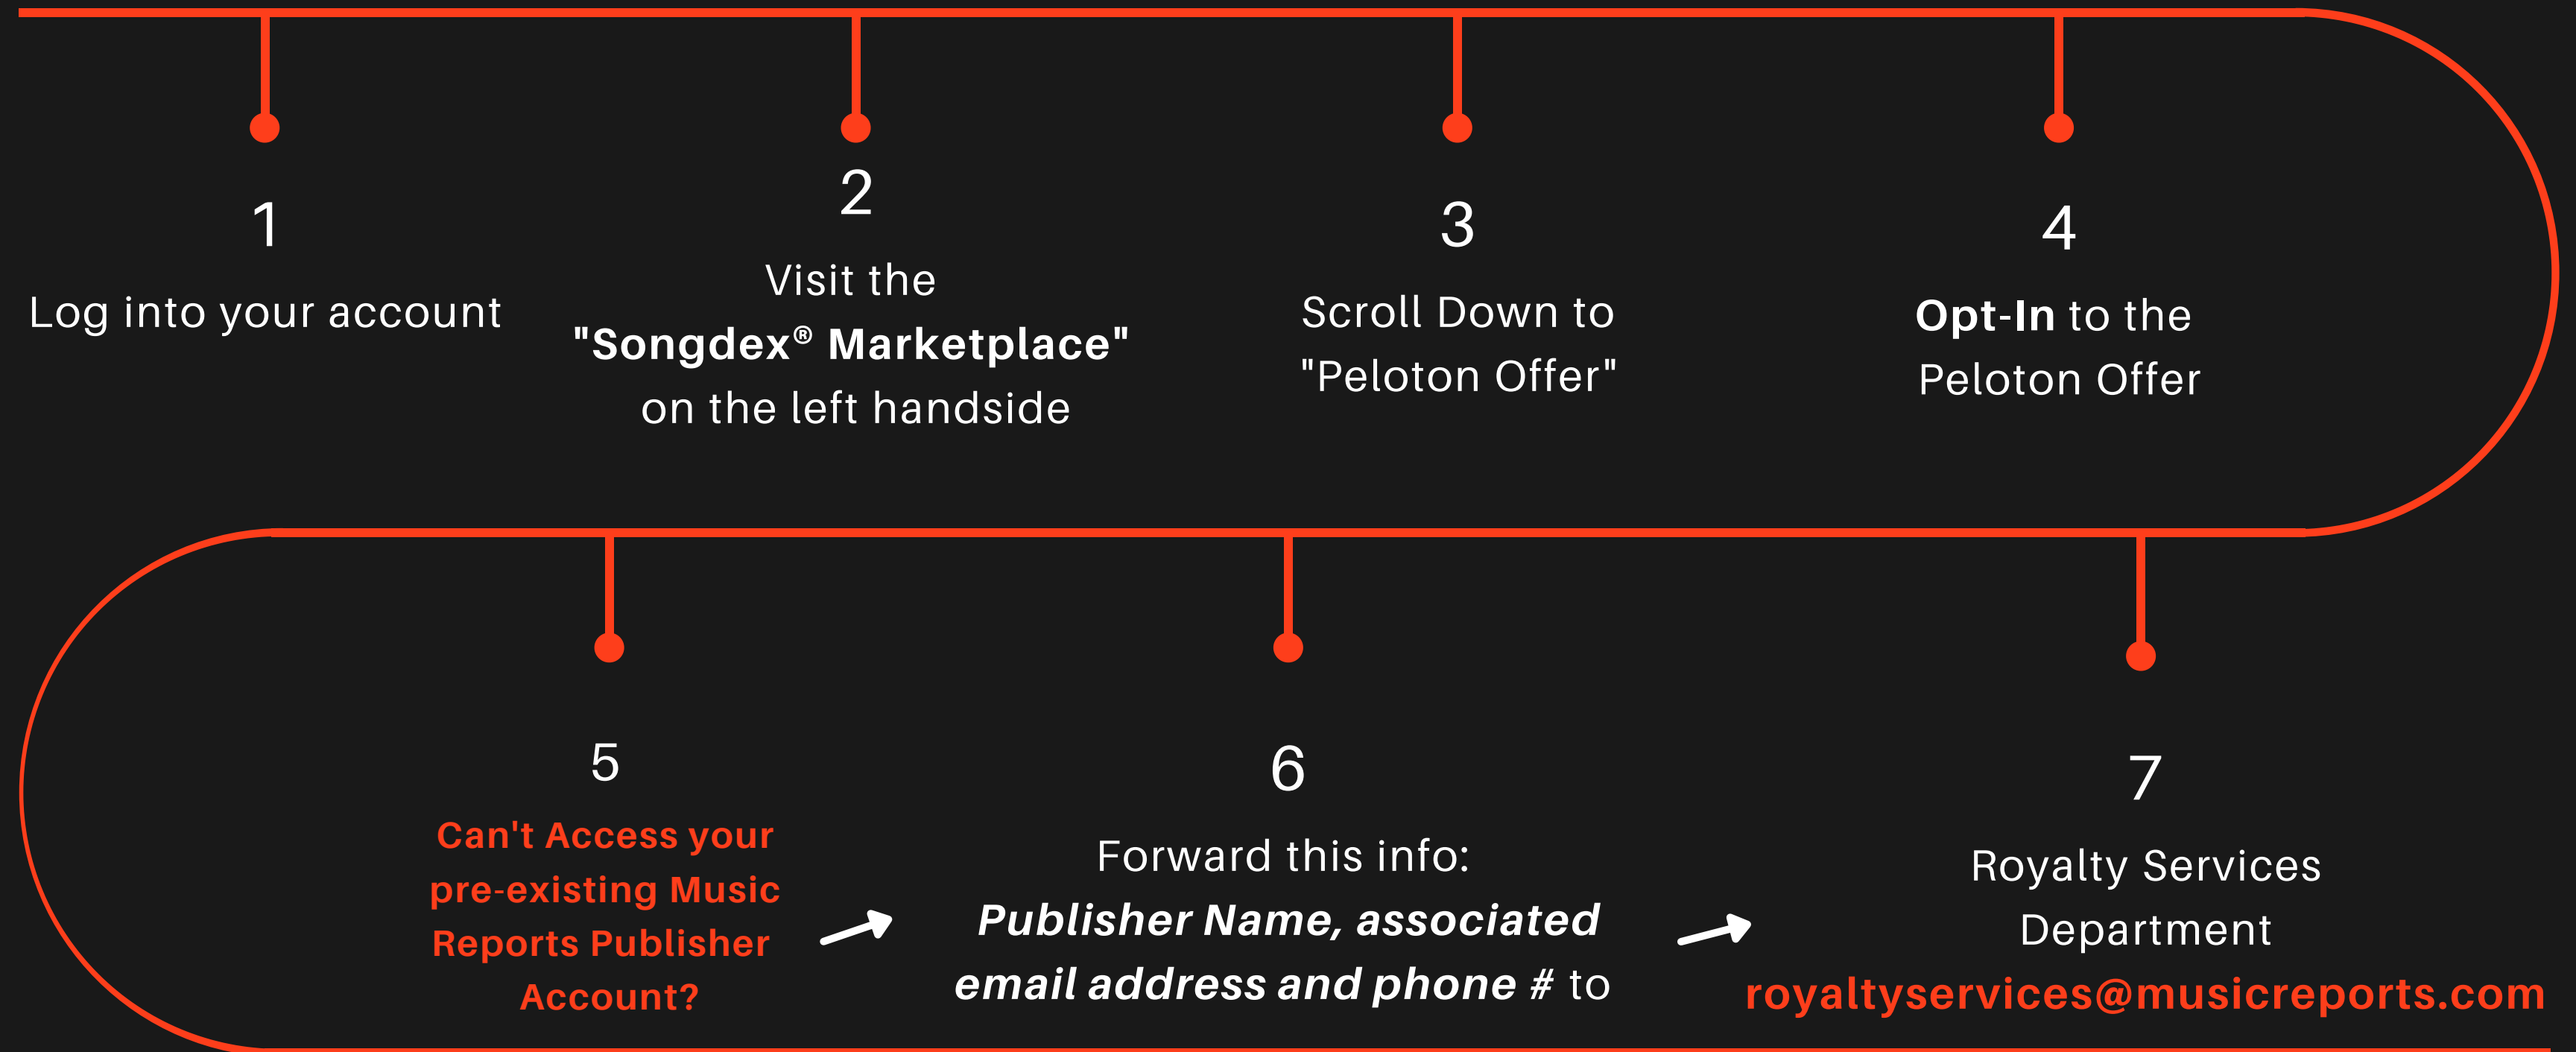 1
Log into your account
2
Visit the
"Songdex® Marketplace"
on the left handside
3
Scroll Down to
"Peloton Offer"
4
Opt-In to the
Peloton Offer
5
Can't Access your
pre-existing Music
Reports Publisher
Account?
6
Forward this info:
Publisher Name, associated
email address and phone # to
7
Royalty Services
Department
royaltyservices@musicreports.com